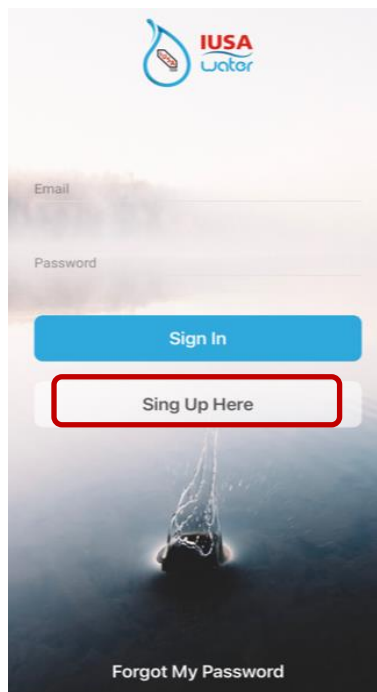 IUSA
water
Email
Password
Sign In
Sing Up Here
Forgot My Password